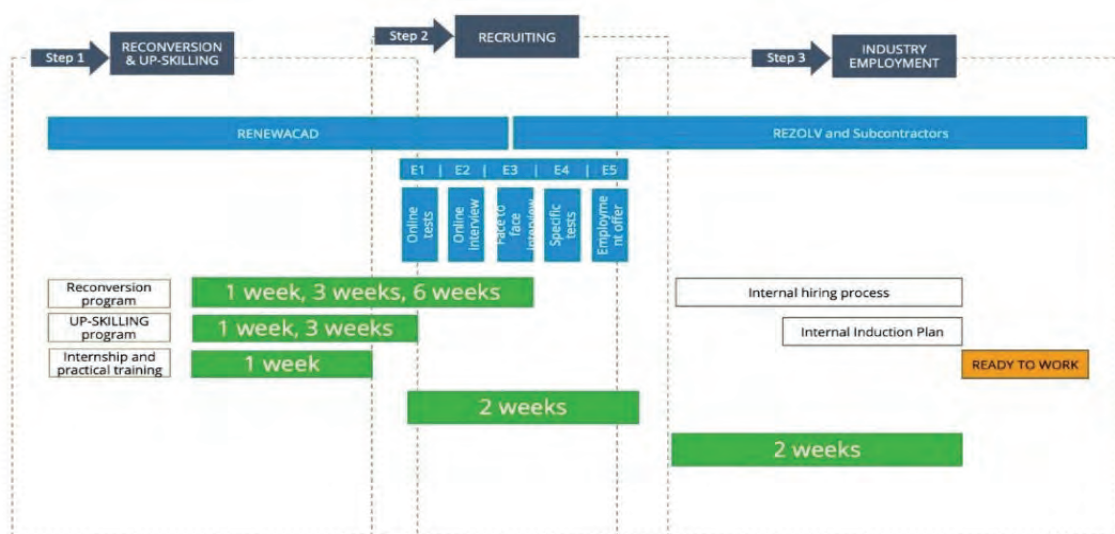 Step 1
RECONVERSION
& UP-SKILLING
Step 2
RECRUITING
Step 3
INDUSTRY
EMPLOYMENT
RENEWACAD
REZOLV and Subcontractors
E1 | E2 | E3 | E4 | E5
Online
tests
Online
interview
Face to
face
interview
Specific
tests
Employme
nt offer
Reconversion
program
1 week, 3 weeks, 6 weeks
Internal hiring process
UP-SKILLING
program
1 week, 3 weeks
Internal Induction Plan
Internship and
practical training
1 week
READY TO WORK
2 weeks
2 weeks